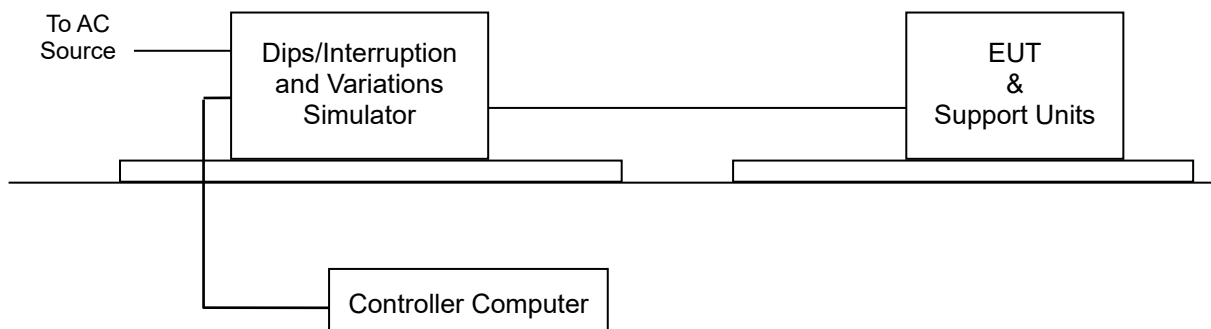 To AC
Source
Dips/Interruption
and Variations
Simulator
EUT
&
Support Units
Controller Computer